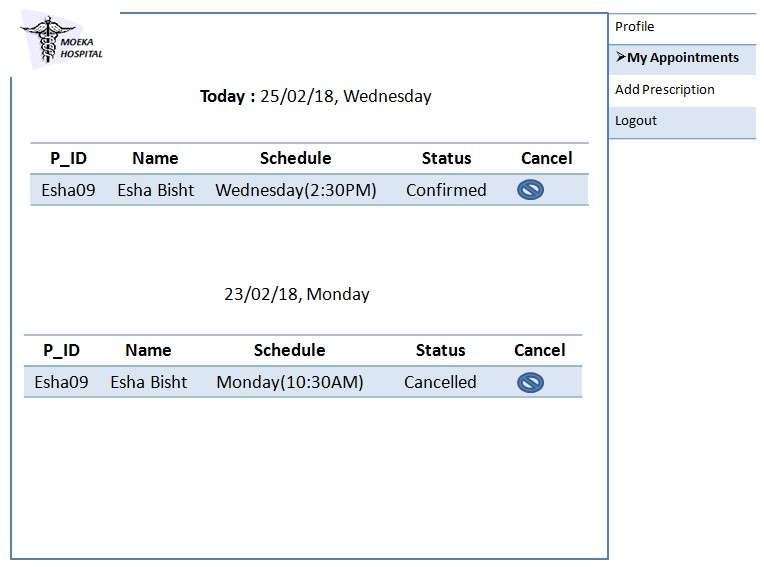 MOEKA
HOSPITAL
Today : 25/02/18, Wednesday
P_ID Name Schedule Status Cancel
Esha09 Esha Bisht Wednesday(2:30PM) Confirmed
23/02/18, Monday
P_ID Name Schedule Status Cancel
Esha09 Esha Bisht Monday(10:30AM) Cancelled
Profile
➢My Appointments
Add Prescription
Logout